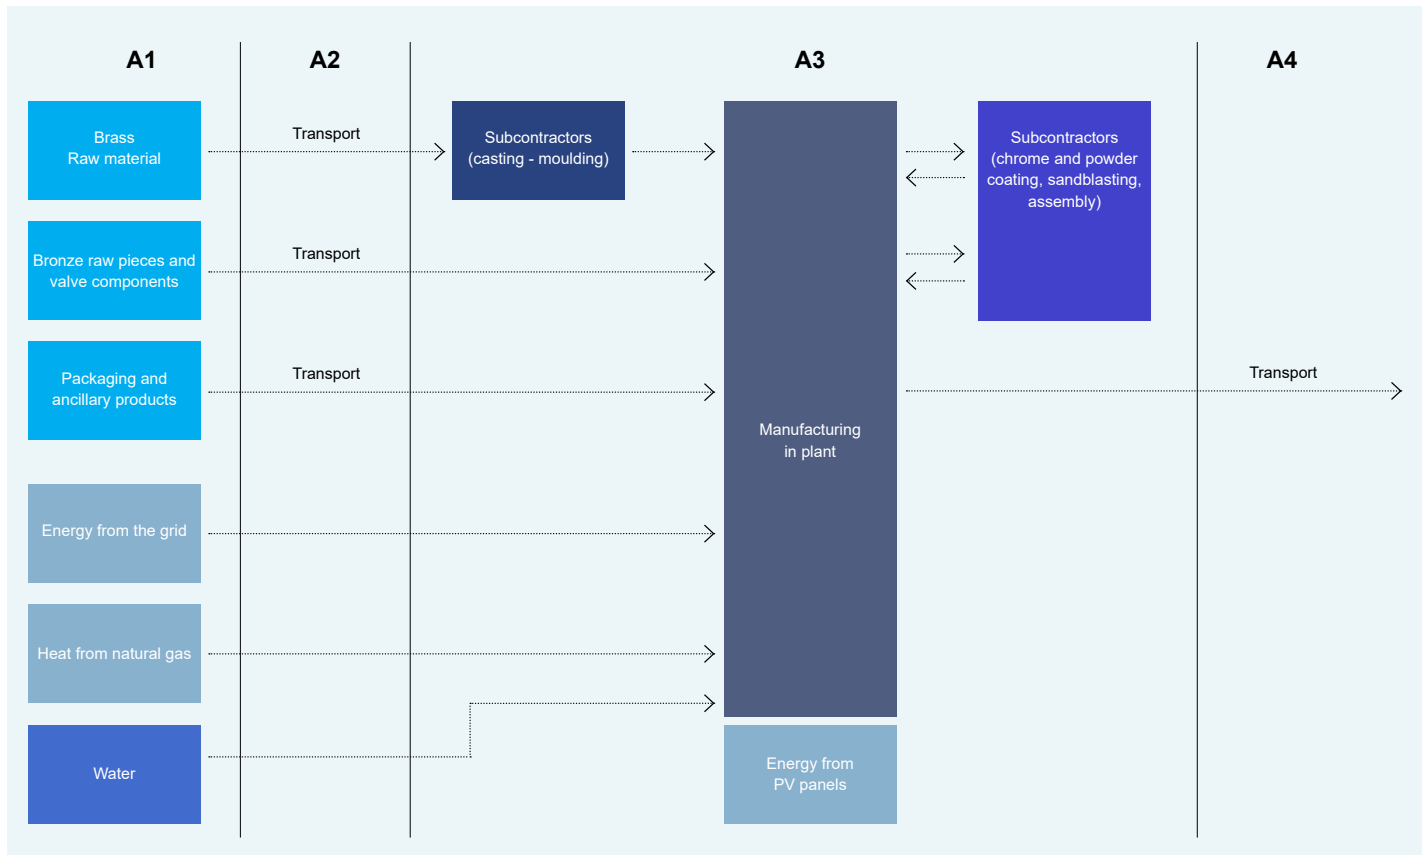 A1
A2
A3
A4
Brass
Raw material
Transport
Subcontractors
(casting - moulding)
Subcontractors
(chrome and powder
coating, sandblasting,
assembly)
Bronze raw pieces and
valve components
Transport
Packaging and
ancillary products
Transport
Manufacturing
in plant
Transport
Energy from the grid
Heat from natural gas
Water
Energy from
PV panels